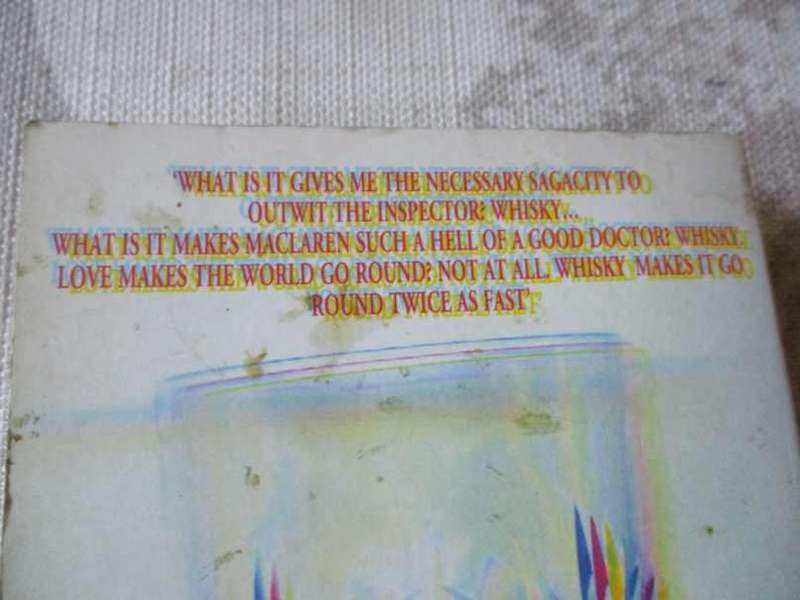 'WHAT IS IT GIVES ME THE NECESSARY SAGACITY TO
OUTWIT THE INSPECTOR? WHISKY...
WHAT IS IT MAKES MACLAREN SUCH A HELL OF A GOOD DOCTOR? WHISKY.
LOVE MAKES THE WORLD GO ROUND? NOT AT ALL. WHISKY MAKES IT GO
ROUND TWICE AS FAST'